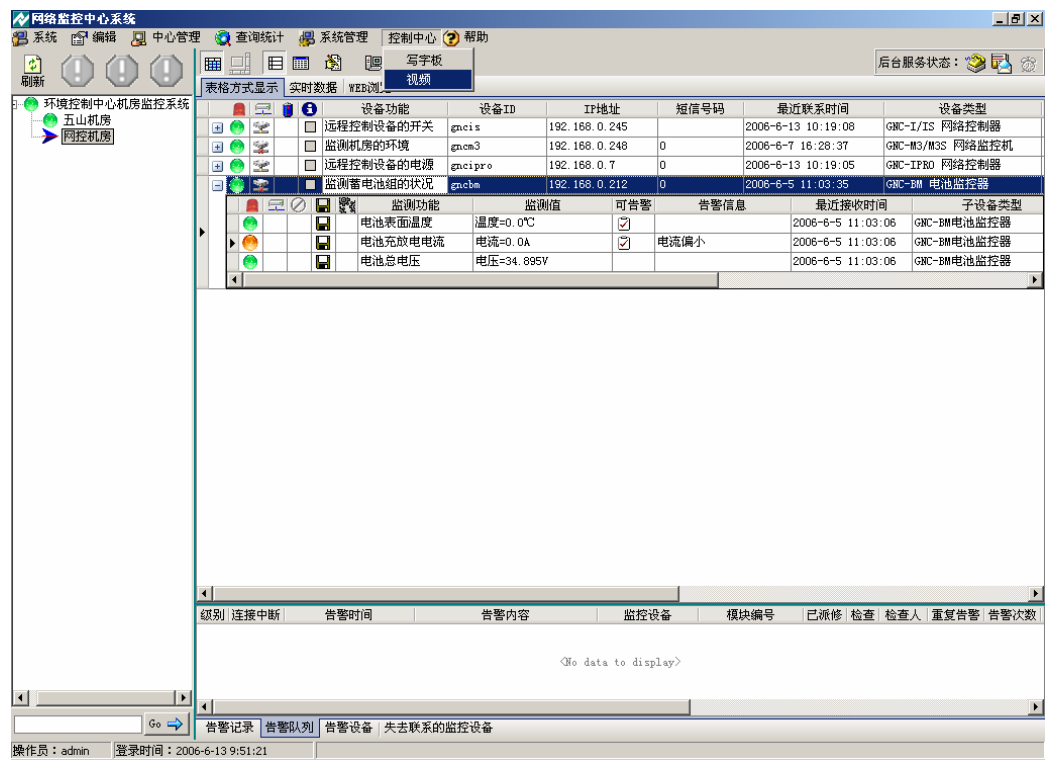 网络监控中心系统
系统 编辑 中心管理 查询统计 系统管理 控制中心 帮助
写字板
视频
刷新
后台服务状态：
表格方式显示 实时数据 WEB浏
环境控制中心机房监控系统
五山机房
网控机房
设备功能 设备ID IP地址 短信号码 最近联系时间 设备类型
远程控制设备的开关 gncis 192.168.0.245 2006-6-13 10:19:08 GNC-I/IS 网络控制器
监测机房的环境 gncm3 192.168.0.248 0 2006-6-7 16:28:37 GNC-M3/M3S 网络监控机
远程控制设备的电源 gncipro 192.168.0.7 0 2006-6-13 10:19:05 GNC-IPRO 网络控制器
监测蓄电池组的状况 gncbm 192.168.0.212 0 2006-6-5 11:03:35 GNC-BM 电池监控器
监测功能 监测值 可告警 告警信息 最近接收时间 子设备类型
电池表面温度 温度=0.0℃ 2006-6-5 11:03:06 GNC-BM电池监控器
电池充放电电流 电流=0.0A 电流偏小 2006-6-5 11:03:06 GNC-BM电池监控器
电池总电压 电压=34.895V 2006-6-5 11:03:06 GNC-BM电池监控器
级别 连接中断 告警时间 告警内容 监控设备 模块编号 已派修 检查 检查人 重复告警 告警次数
<No data to display>
Go
告警记录 告警队列 告警设备 失去联系的监控设备
操作员：admin 登录时间：2006-6-13 9:51:21